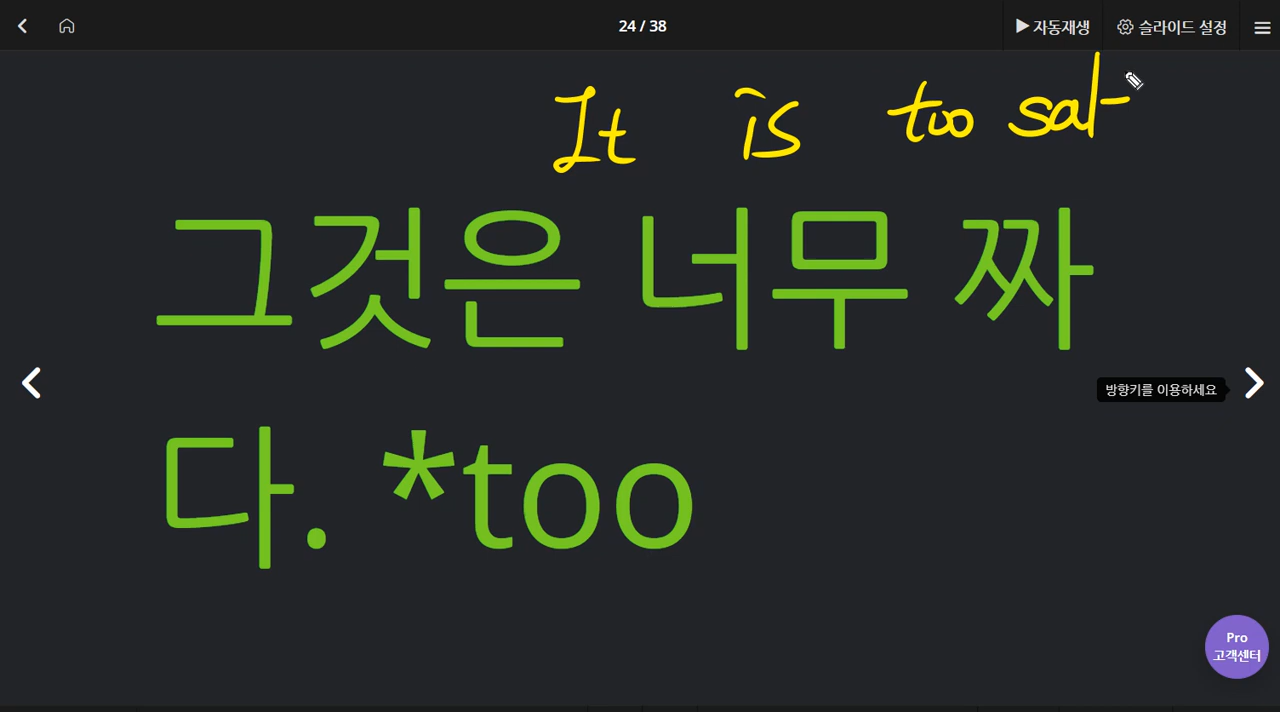 24 / 38
▶ 자동재생
슬라이드 설정
It is too sal
그것은 너무 짜
다. *too
방향키를 이용하세요
Pro
고객센터